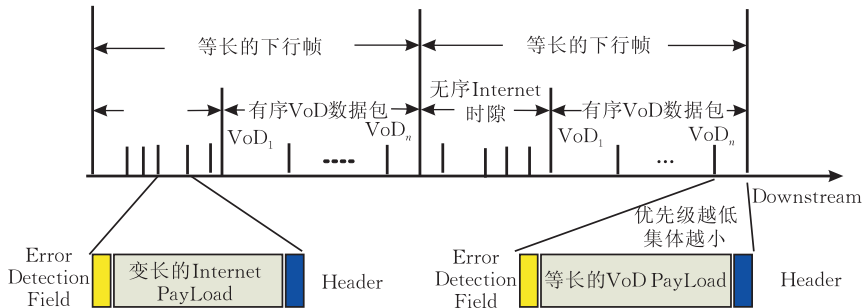 等长的下行帧
等长的下行帧
有序VoD数据包
无序Internet
时隙
有序VoD数据包
VoD1
VoDn
VoD1
VoDn
Downstream
优先级越低
集体越小
Error
Detection
Field
变长的Internet
PayLoad
Header
Error
Detection
Field
等长的VoD PayLoad
Header